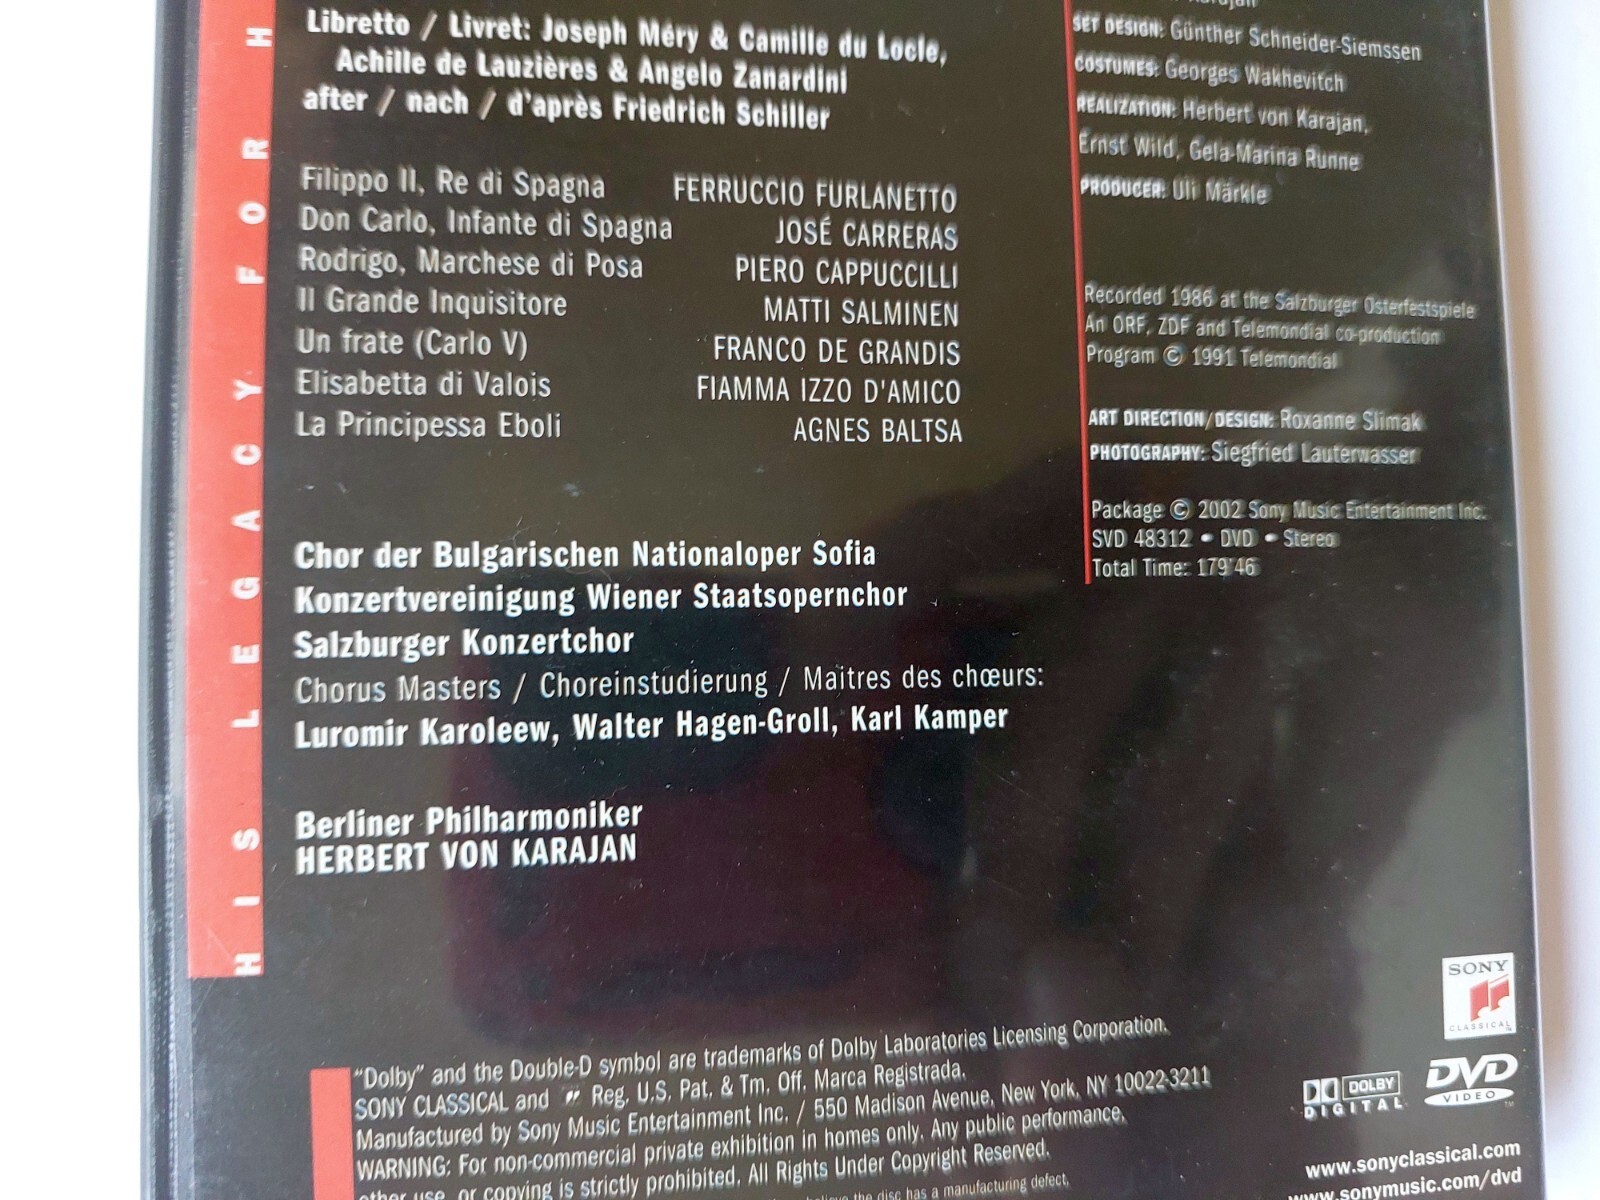 Libretto / Livret: Joseph Méry & Camille du Locle,
Achille de Lauzières & Angelo Zanardini
after / nach / d'après Friedrich Schiller
Filippo II, Re di Spagna FERRUCCIO FURLANETTO
Don Carlo, Infante di Spagna JOSÉ CARRERAS
Rodrigo, Marchese di Posa PIERO CAPPUCCILLI
Il Grande Inquisitore MATTI SALMINEN
Un frate (Carlo V) FRANCO DE GRANDIS
Elisabetta di Valois FIAMMA IZZO D'AMICO
La Principessa Eboli AGNES BALTSA
Chor der Bulgarischen Nationaloper Sofia
Konzertvereinigung Wiener Staatsopernchor
Salzburger Konzertchor
Chorus Masters / Choreinstudierung / Maîtres des chœurs:
Luromir Karoleew, Walter Hagen-Groll, Karl Kamper
Berliner Philharmoniker
HERBERT VON KARAJAN
Karajan
SET DESIGN: Günther Schneider-Siemssen
COSTUMES: Georges Wakhevitch
REALIZATION: Herbert von Karajan,
Ernst Wild, Gela-Marina Runne
PRODUCER: Uli Märkle
Recorded 1986 at the Salzburger Osterfestspiele
An ORF, ZDF and Telemondial co-production
Program © 1991 Telemondial
ART DIRECTION/DESIGN: Roxanne Slimak
PHOTOGRAPHY: Siegfried Lauterwasser
Package © 2002 Sony Music Entertainment Inc.
SVD 48312 • DVD • Stereo
Total Time: 179'46
HIS LEGACY FOR H
"Dolby" and the Double-D symbol are trademarks of Dolby Laboratories Licensing Corporation.
SONY CLASSICAL and Reg. U.S. Pat. & Tm. Off. Marca Registrada.
Manufactured by Sony Music Entertainment Inc. / 550 Madison Avenue, New York, NY 10022-3211
WARNING: For non-commercial private exhibition in homes only. Any public performance,
other use, or copying is strictly prohibited. All Rights Under Copyright Reserved.
believe the disc has a manufacturing defect,
SONY
CLASSICAL
DOLBY
DIGITAL
DVD
VIDEO
TM
www.sonyclassical.com
www.sonymusic.com/dvd